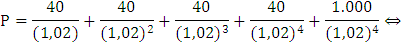 P = 40/(1,02) + 40/(1,02)² + 40/(1,02)³ + 40/(1,02)⁴ + 1.000/(1,02)⁴ ⇔